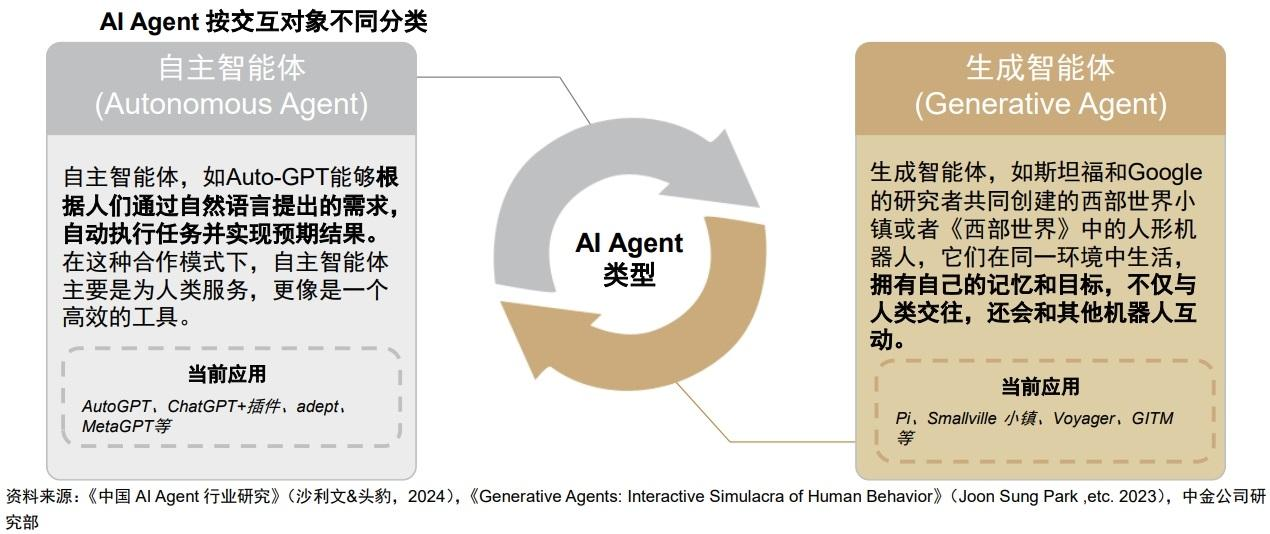 AI Agent 按交互对象不同分类
自主智能体
(Autonomous Agent)
自主智能体，如Auto-GPT能够根
据人们通过自然语言提出的需求，
自动执行任务并实现预期结果。
在这种合作模式下，自主智能体
主要是为人类服务，更像是一个
高效的工具。
当前应用
AutoGPT、ChatGPT+插件、adept、
MetaGPT等
AI Agent
类型
生成智能体
(Generative Agent)
生成智能体，如斯坦福和Google
的研究者共同创建的西部世界小
镇或者《西部世界》中的人形机
器人，它们在同一环境中生活，
拥有自己的记忆和目标，不仅与
人类交往，还会和其他机器人互
动。
当前应用
Pi、Smallville 小镇、Voyager、GITM
等
资料来源：《中国 AI Agent 行业研究》（沙利文&头豹，2024），《Generative Agents: Interactive Simulacra of Human Behavior》（Joon Sung Park ,etc. 2023），中金公司研
究部